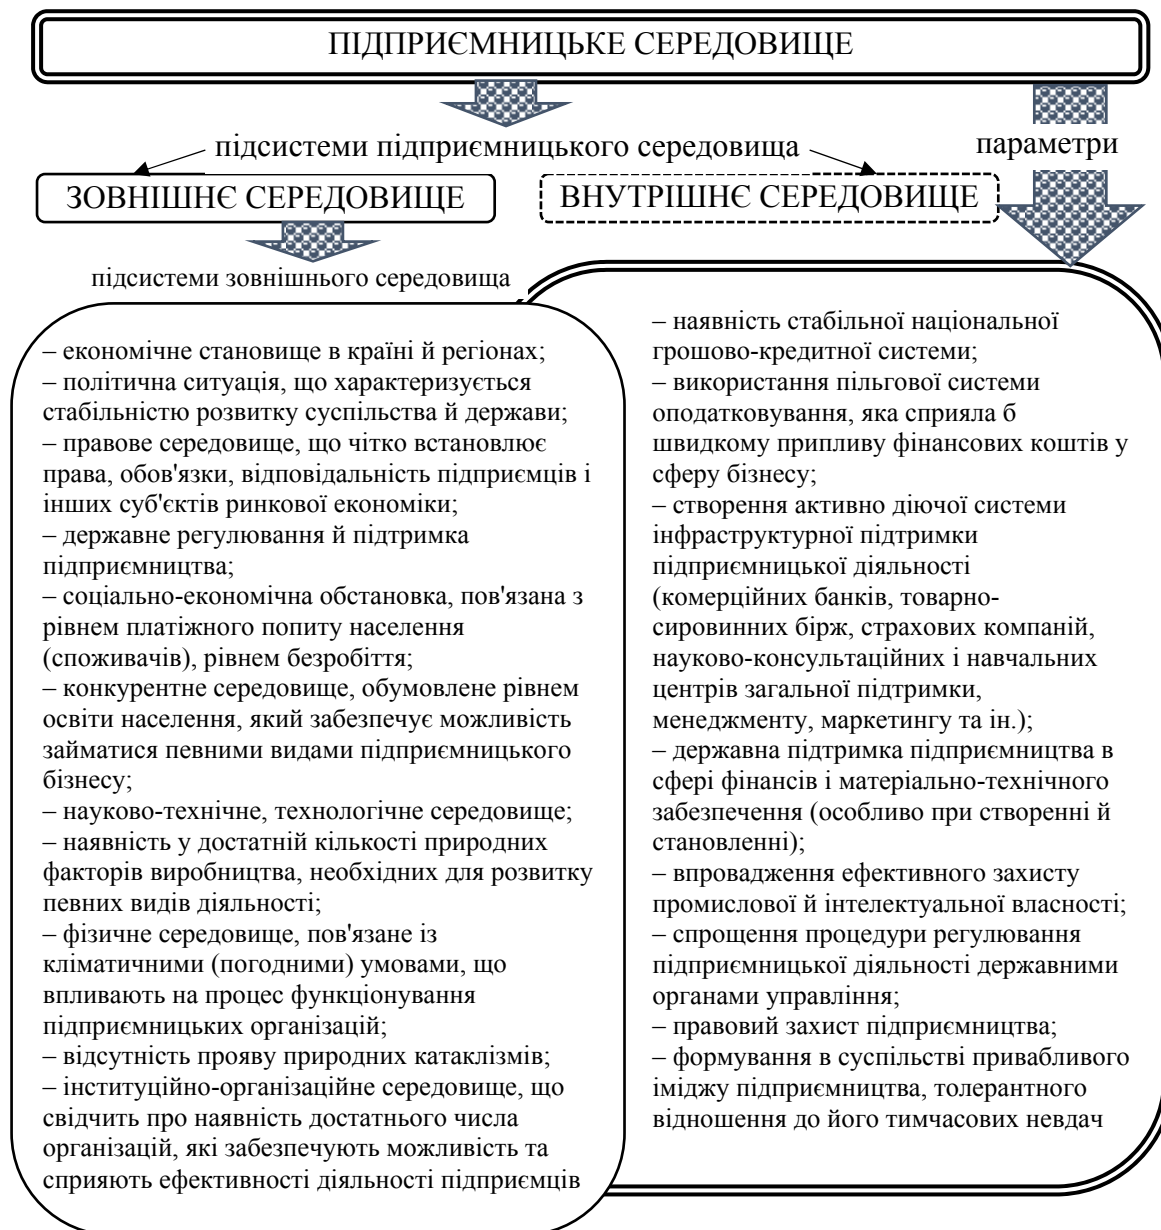 ПІДПРИЄМНИЦЬКЕ СЕРЕДОВИЩЕ
підсистеми підприємницького середовища
параметри
ЗОВНІШНЄ СЕРЕДОВИЩЕ
ВНУТРІШНЄ СЕРЕДОВИЩЕ
підсистеми зовнішнього середовища
– економічне становище в країні й регіонах;
– політична ситуація, що характеризується
стабільністю розвитку суспільства й держави;
– правове середовище, що чітко встановлює
права, обов'язки, відповідальність підприємців і
інших суб'єктів ринкової економіки;
– державне регулювання й підтримка
підприємництва;
– соціально-економічна обстановка, пов'язана з
рівнем платіжного попиту населення
(споживачів), рівнем безробіття;
– конкурентне середовище, обумовлене рівнем
освіти населення, який забезпечує можливість
займатися певними видами підприємницького
бізнесу;
– науково-технічне, технологічне середовище;
– наявність у достатній кількості природних
факторів виробництва, необхідних для розвитку
певних видів діяльності;
– фізичне середовище, пов'язане із
кліматичними (погодними) умовами, що
впливають на процес функціонування
підприємницьких організацій;
– відсутність прояву природних катаклізмів;
– інституційно-організаційне середовище, що
свідчить про наявність достатнього числа
організацій, які забезпечують можливість та
сприяють ефективності діяльності підприємців
– наявність стабільної національної
грошово-кредитної системи;
– використання пільгової системи
оподатковування, яка сприяла б
швидкому припливу фінансових коштів у
сферу бізнесу;
– створення активно діючої системи
інфраструктурної підтримки
підприємницької діяльності
(комерційних банків, товарно-
сировинних бірж, страхових компаній,
науково-консультаційних і навчальних
центрів загальної підтримки,
менеджменту, маркетингу та ін.);
– державна підтримка підприємництва в
сфері фінансів і матеріально-технічного
забезпечення (особливо при створенні й
становленні);
– впровадження ефективного захисту
промислової й інтелектуальної власності;
– спрощення процедури регулювання
підприємницької діяльності державними
органами управління;
– правовий захист підприємництва;
– формування в суспільстві привабливого
іміджу підприємництва, толерантного
відношення до його тимчасових невдач